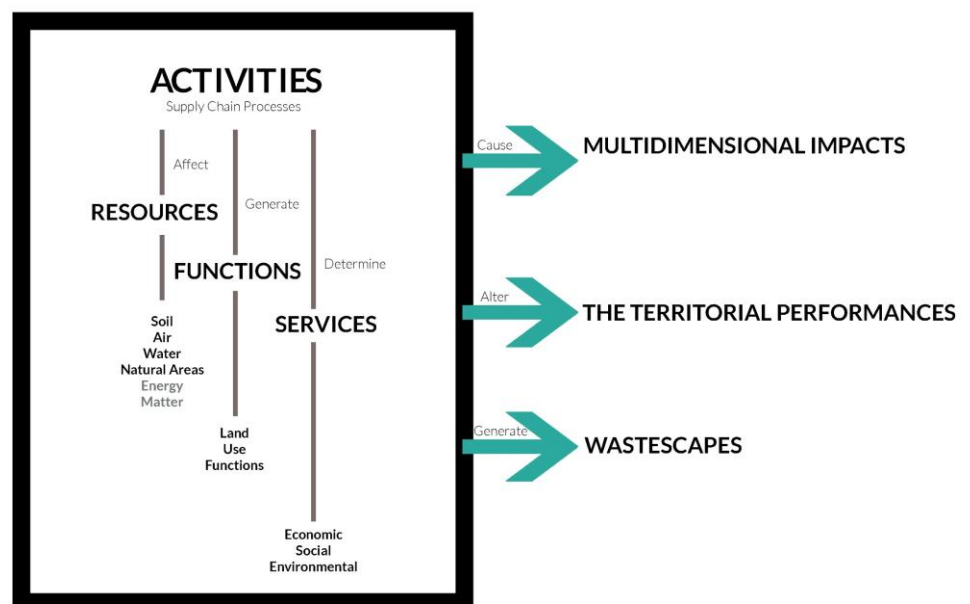 ACTIVITIES
Supply Chain Processes
Affect
RESOURCES
Generate
FUNCTIONS
Determine
SERVICES
Soil
Air
Water
Natural Areas
Energy
Matter
Land
Use
Functions
Economic
Social
Environmental
Cause
MULTIDIMENSIONAL IMPACTS
Alter
THE TERRITORIAL PERFORMANCES
Generate
WASTESCAPES